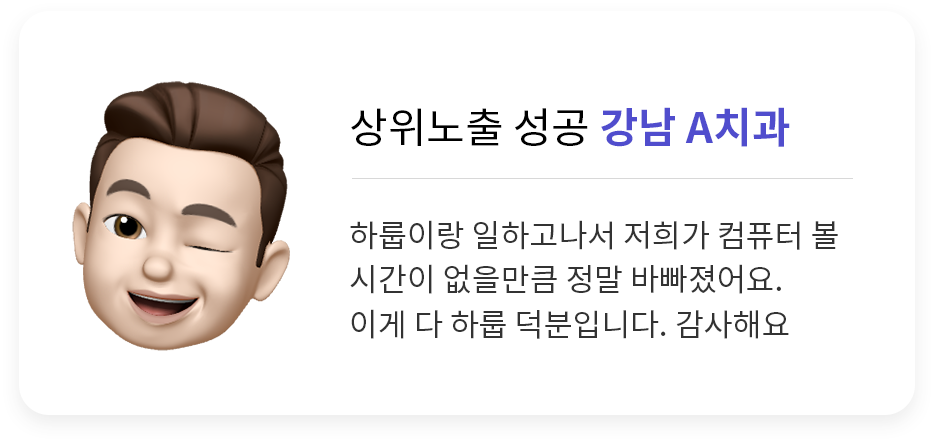 상위노출 성공 강남 A치과
하룹이랑 일하고나서 저희가 컴퓨터 볼
시간이 없을만큼 정말 바빠졌어요.
이게 다 하룹 덕분입니다. 감사해요